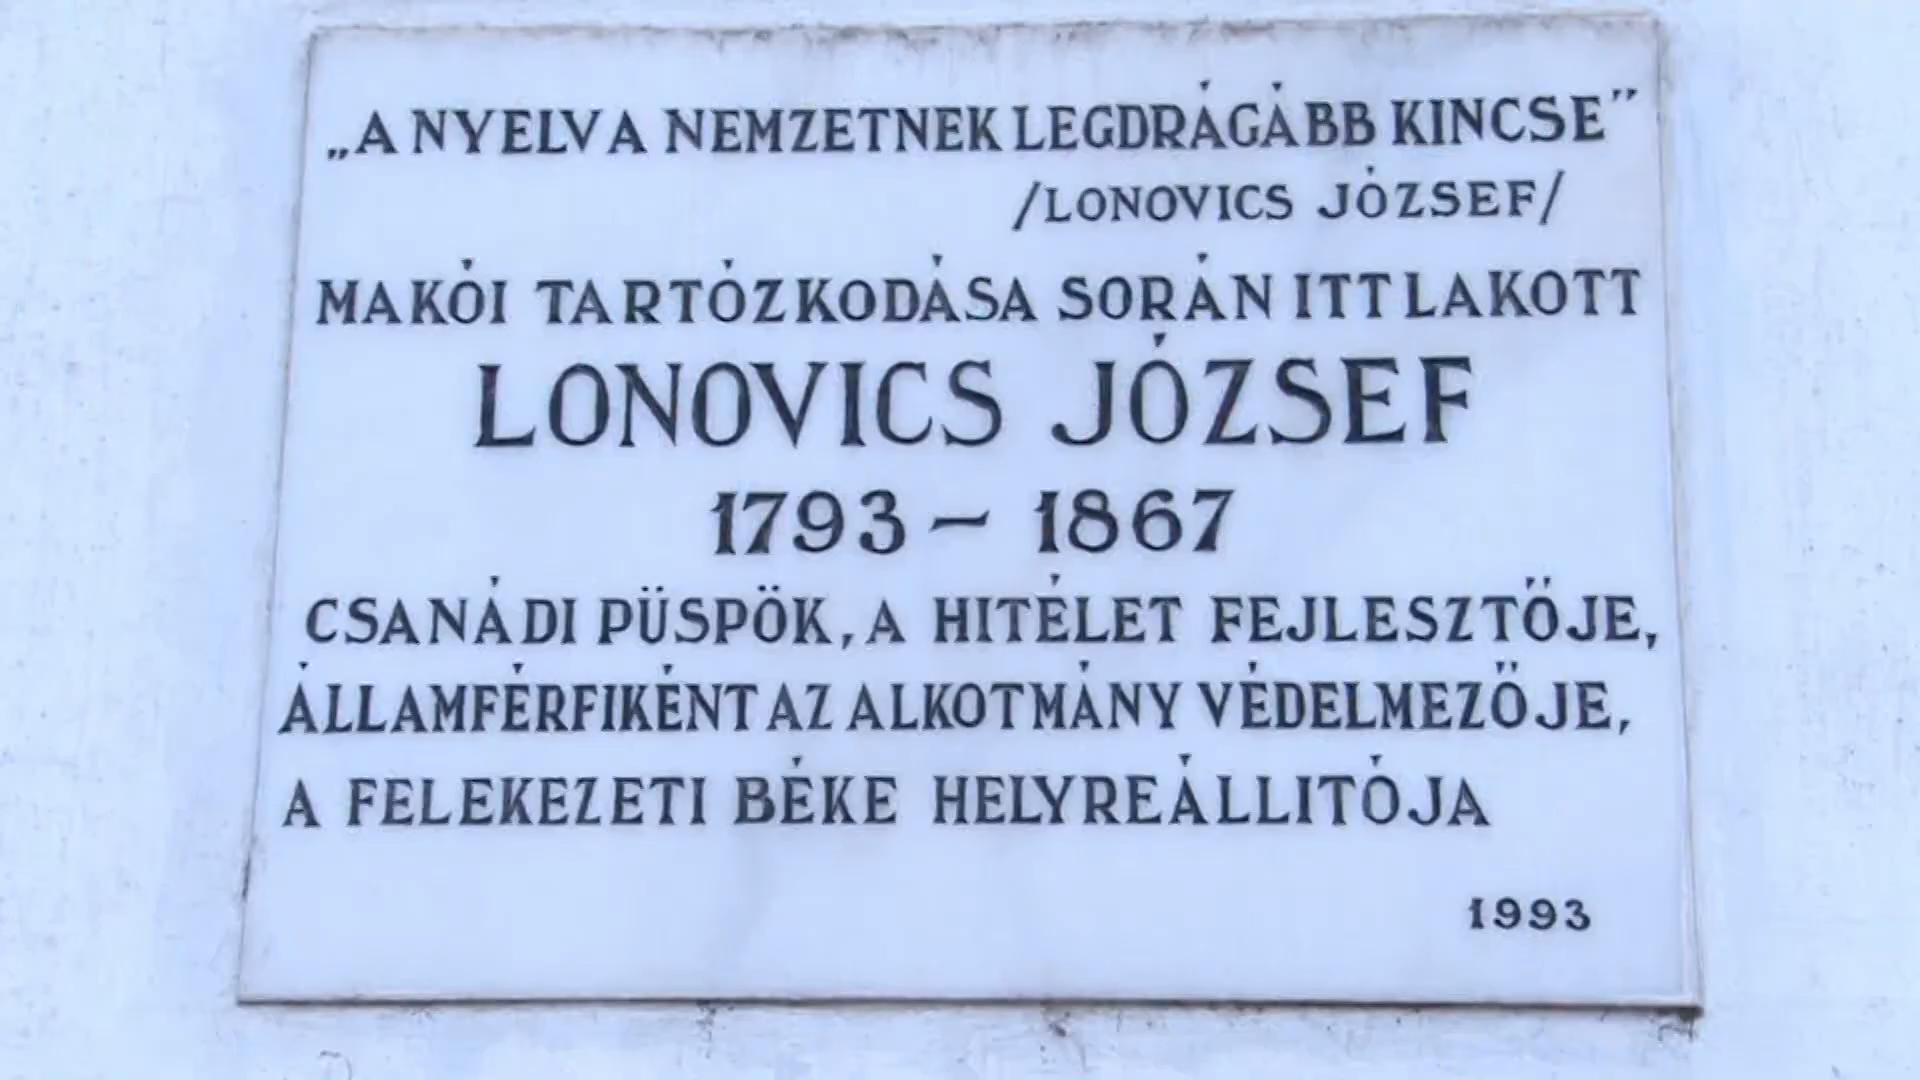 „A NYELV A NEMZETNEK LEGDRÁGÁBB KINCSE”
/LONOVICS JÓZSEF/
MAKÓI TARTÓZKODÁSA SORÁN ITT LAKOTT
LONOVICS JÓZSEF
1793 – 1867
CSANÁDI PÜSPÖK, A HITÉLET FEJLESZTŐJE,
ÁLLAMFÉRFIKÉNT AZ ALKOTMÁNY VÉDELMEZŐJE,
A FELEKEZETI BÉKE HELYREÁLLITÓJA
1993